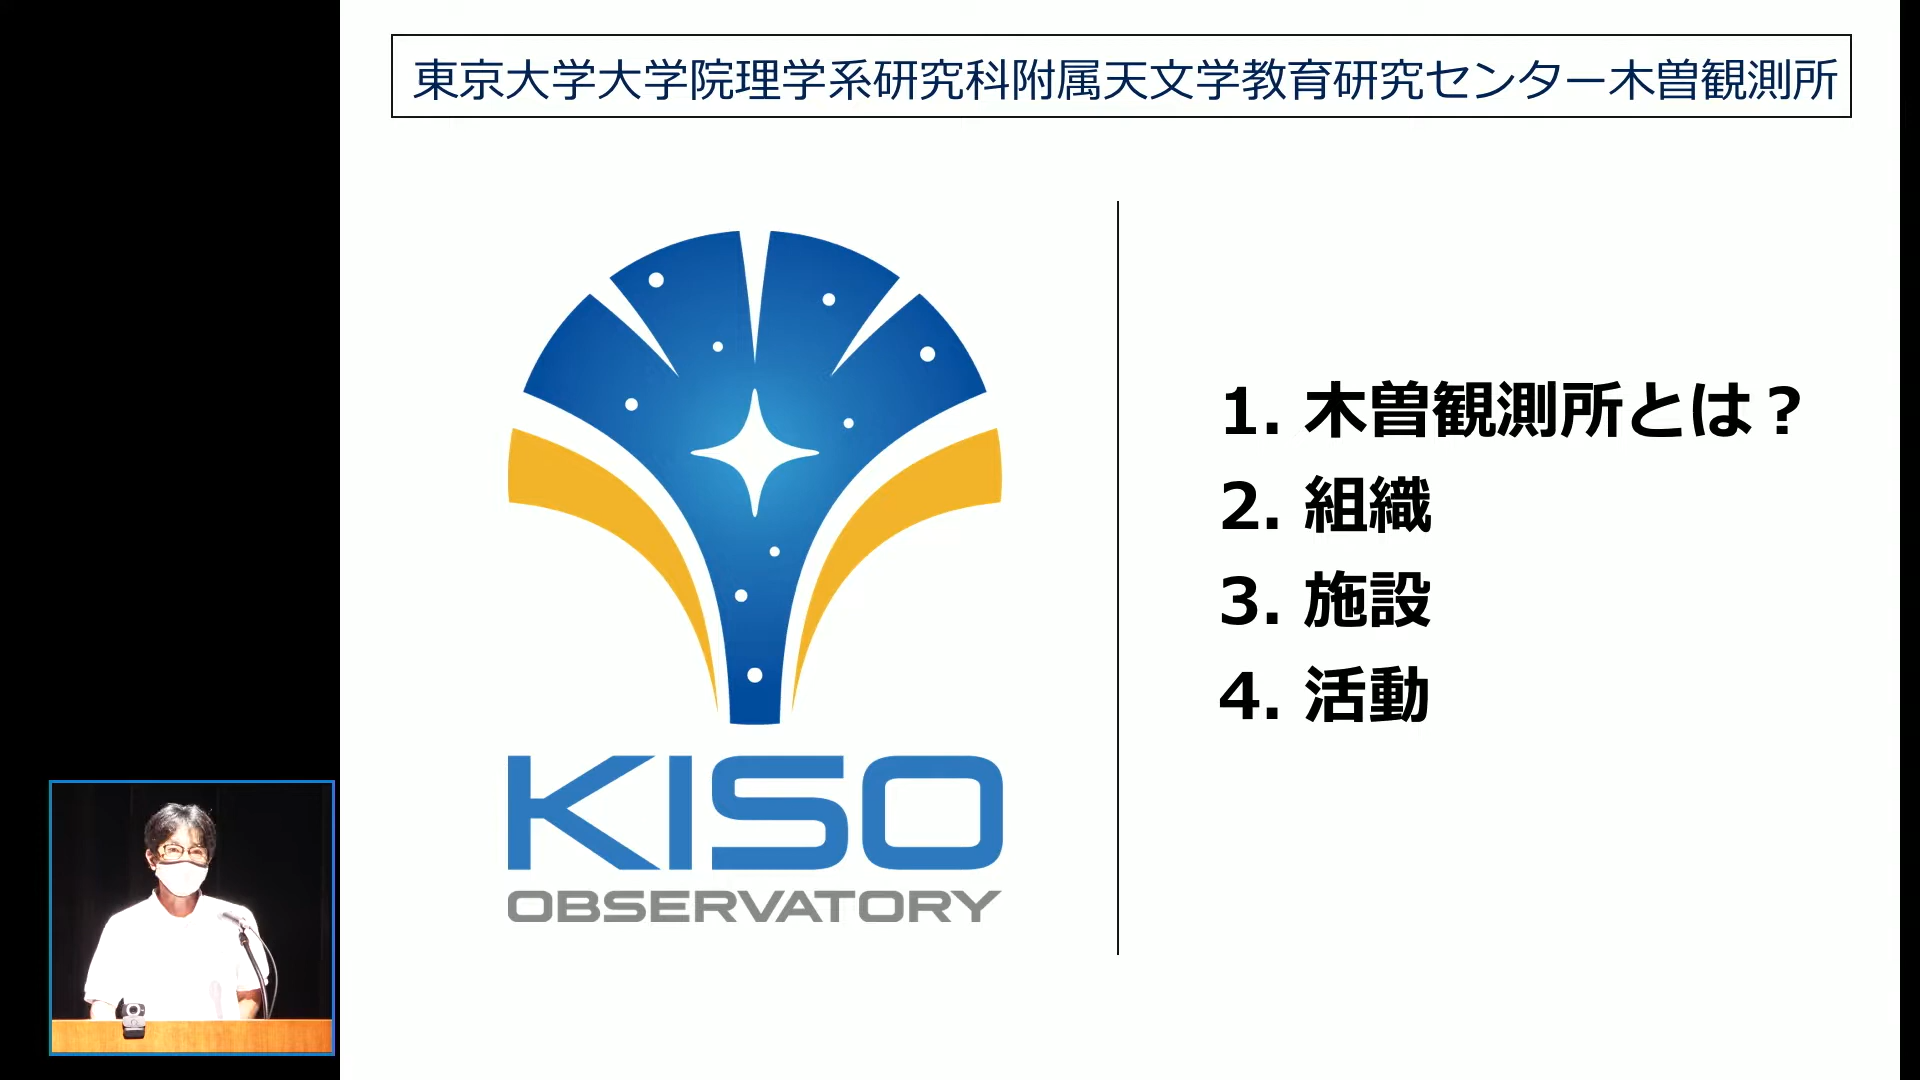 東京大学大学院理学系研究科附属天文学教育研究センター木曽観測所
KISO
OBSERVATORY
1. 木曽観測所とは？
2. 組織
3. 施設
4. 活動